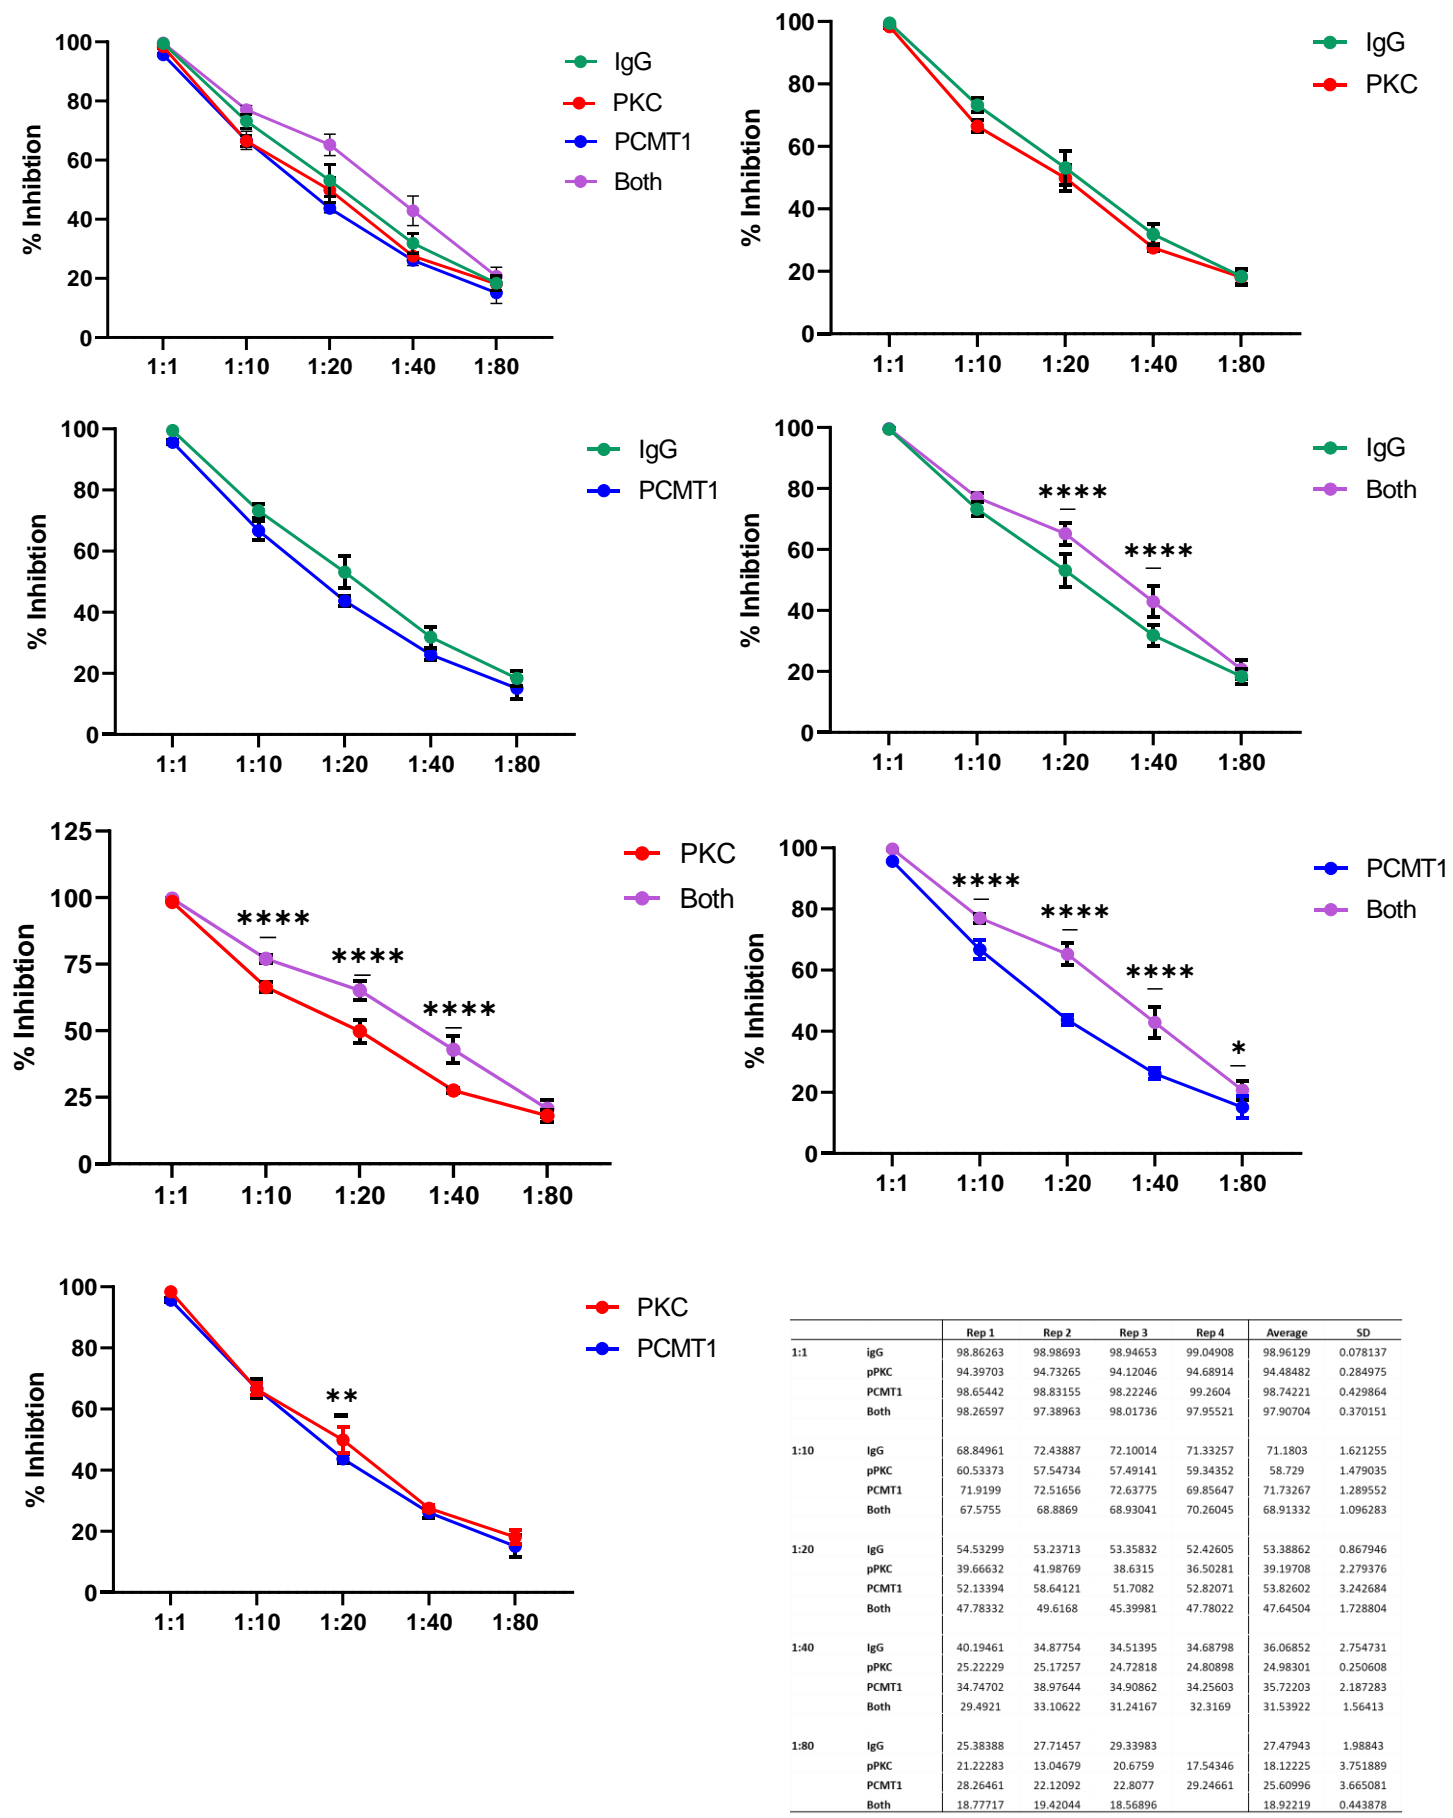 % Inhibtion
100
80
60
40
20
0
1:1 1:10 1:20 1:40 1:80
IgG
PKC
PCMT1
Both
% Inhibtion
100
80
60
40
20
0
1:1 1:10 1:20 1:40 1:80
IgG
PKC
% Inhibtion
100
80
60
40
20
0
1:1 1:10 1:20 1:40 1:80
IgG
PCMT1
% Inhibtion
100
80
60
40
20
0
**** ****
1:1 1:10 1:20 1:40 1:80
IgG
Both
% Inhibtion
125
100
75
50
25
0
**** **** ****
1:1 1:10 1:20 1:40 1:80
PKC
Both
% Inhibtion
100
80
60
40
20
0
**** **** **** *
1:1 1:10 1:20 1:40 1:80
PCMT1
Both
% Inhibtion
100
80
60
40
20
0
**
1:1 1:10 1:20 1:40 1:80
PKC
PCMT1
Rep 1 Rep 2 Rep 3 Rep 4 Average SD
1:1 igG 98.86263 98.98693 98.94653 99.04908 98.96129 0.078137
pPKC 94.39703 94.73265 94.12046 94.68914 94.48482 0.284975
PCMT1 98.65442 98.83155 98.22246 99.2604 98.74221 0.429864
Both 98.26597 97.38963 98.01736 97.95521 97.90704 0.370151
1:10 IgG 68.84961 72.43887 72.10014 71.33257 71.1803 1.621255
pPKC 60.53373 57.54734 57.49141 59.34352 58.729 1.479035
PCMT1 71.9199 72.51656 72.63775 69.85647 71.73267 1.289552
Both 67.5755 68.8869 68.93041 70.26045 68.91332 1.096283
1:20 IgG 54.53299 53.23713 53.35832 52.42605 53.38862 0.867946
pPKC 39.66632 41.98769 38.6315 36.50281 39.19708 2.279376
PCMT1 52.13394 58.64121 51.7082 52.82071 53.82602 3.242684
Both 47.78332 49.6168 45.39981 47.78022 47.64504 1.728804
1:40 IgG 40.19461 34.87754 34.51395 34.68798 36.06852 2.754731
pPKC 25.22229 25.17257 24.72818 24.80898 24.98301 0.250608
PCMT1 34.74702 38.97644 34.90862 34.25603 35.72203 2.187283
Both 29.4921 33.10622 31.24167 32.3169 31.53922 1.56413
1:80 IgG 25.38388 27.71457 29.33983 27.47943 1.98843
pPKC 21.22283 13.04679 20.6759 17.54346 18.12225 3.751889
PCMT1 28.26461 22.12092 22.8077 29.24661 25.60996 3.665081
Both 18.77717 19.42044 18.56896 18.92219 0.443878